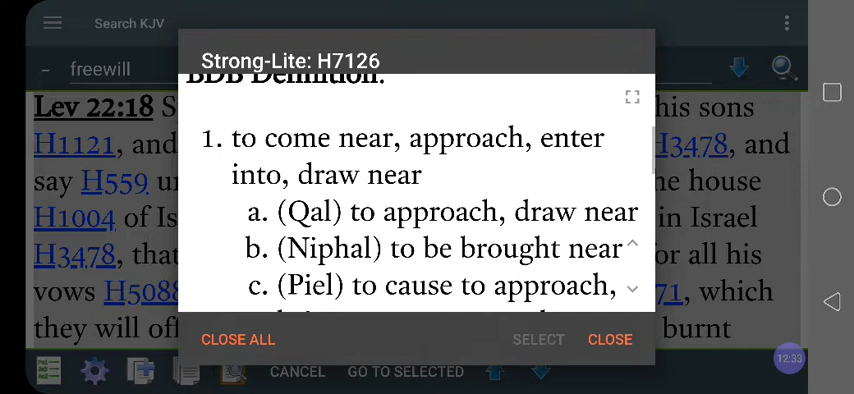 Search KJV
- freewill
Strong-Lite: H7126
BDB Definition:
1. to come near, approach, enter
into, draw near
a. (Qal) to approach, draw near
b. (Niphal) to be brought near
c. (Piel) to cause to approach,
CLOSE ALL SELECT CLOSE
Lev 22:18 S his sons
H1121, and H3478, and
say H559 un he house
H1004 of Is in Israel
H3478, that or all his
vows H5088 71, which
they will off burnt
CANCEL GO TO SELECTED
12:33